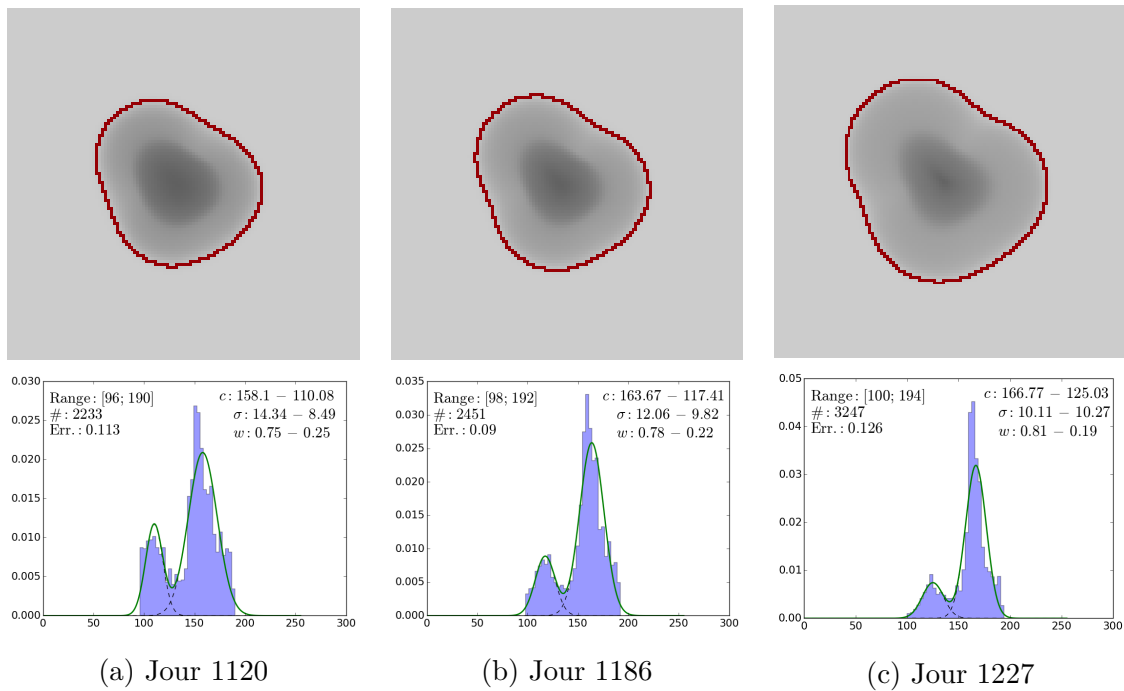 0.030
0.025
0.020
0.015
0.010
0.005
0.000
0
50
100
150
200
250
300
Range: [96; 190]
#: 2233
Err.: 0.113
c: 158.1 − 110.08
σ: 14.34 − 8.49
w: 0.75 − 0.25
(a) Jour 1120
0.035
0.030
0.025
0.020
0.015
0.010
0.005
0.000
0
50
100
150
200
250
300
Range: [98; 192]
#: 2451
Err.: 0.09
c: 163.67 − 117.41
σ: 12.06 − 9.82
w: 0.78 − 0.22
(b) Jour 1186
0.05
0.04
0.03
0.02
0.01
0.00
0
50
100
150
200
250
300
Range: [100; 194]
#: 3247
Err.: 0.126
c: 166.77 − 125.03
σ: 10.11 − 10.27
w: 0.81 − 0.19
(c) Jour 1227